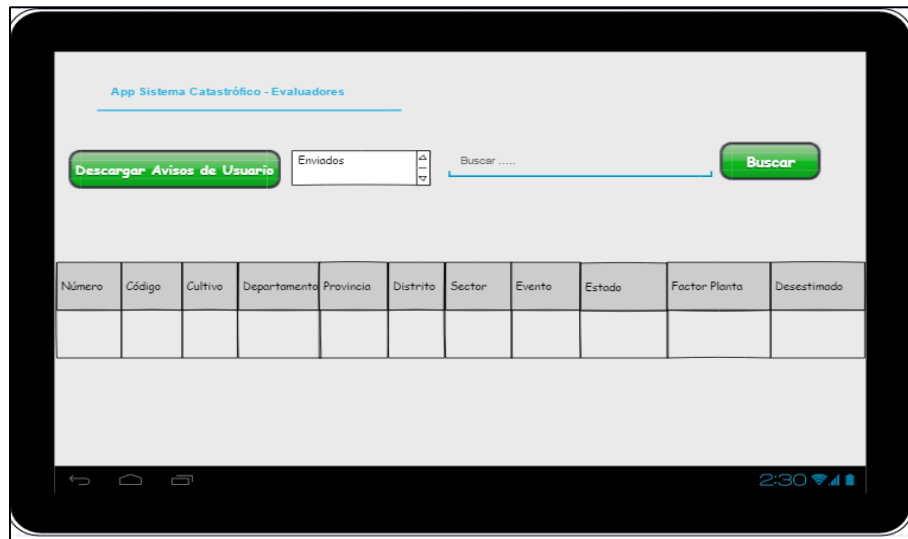 App Sistema Catastrófico - Evaluadores
Descargar Avisos de Usuario Enviados Buscar ..... Buscar
Número Código Cultivo Departamento Provincia Distrito Sector Evento Estado Factor Planta Desestimado
2:30